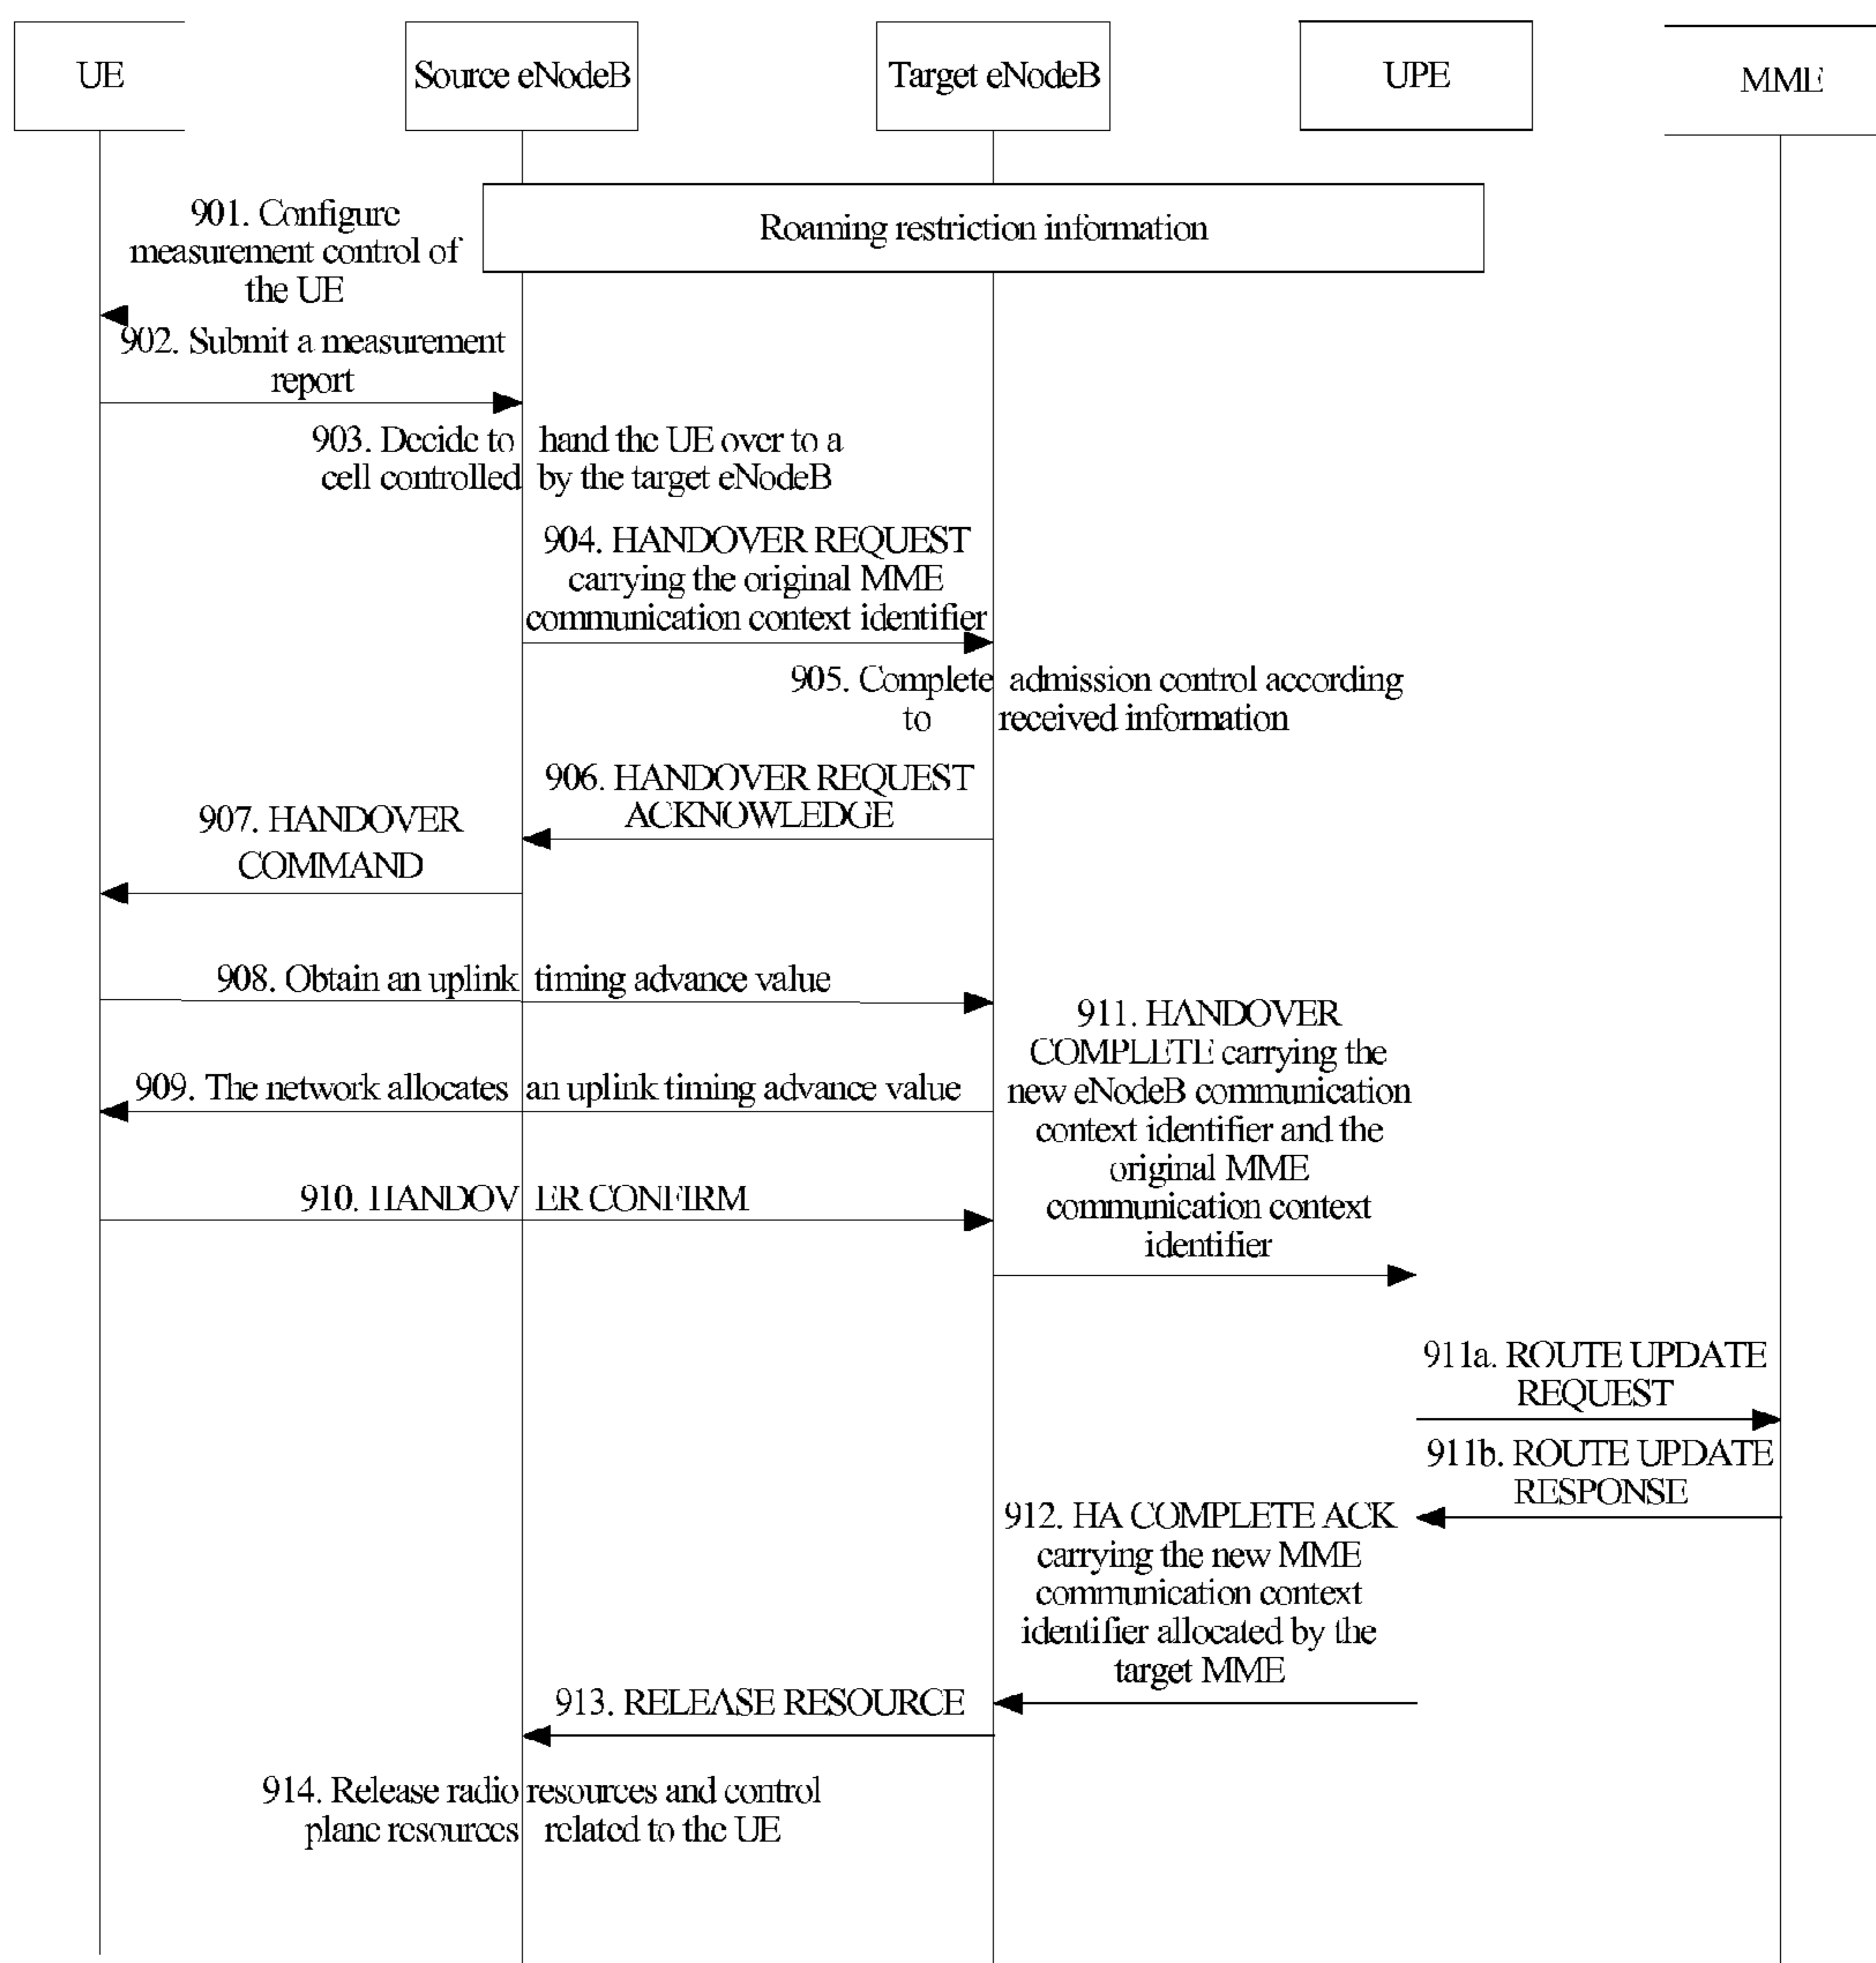 UE
Source eNodeB
Target eNodeB
UPE
MME
Roaming restriction information
901. Configure
measurement control of
the UE
902. Submit a measurement
report
903. Decide to hand the UE over to a
cell controlled by the target eNodeB
904. HANDOVER REQUEST
carrying the original MME
communication context identifier
905. Complete admission control according
to received information
906. HANDOVER REQUEST
ACKNOWLEDGE
907. HANDOVER
COMMAND
908. Obtain an uplink timing advance value
909. The network allocates an uplink timing advance value
910. HANDOVER CONFIRM
911. HANDOVER
COMPLETE carrying the
new eNodeB communication
context identifier and the
original MME
communication context
identifier
911a. ROUTE UPDATE
REQUEST
911b. ROUTE UPDATE
RESPONSE
912. HA COMPLETE ACK
carrying the new MME
communication context
identifier allocated by the
target MME
913. RELEASE RESOURCE
914. Release radio resources and control
plane resources related to the UE